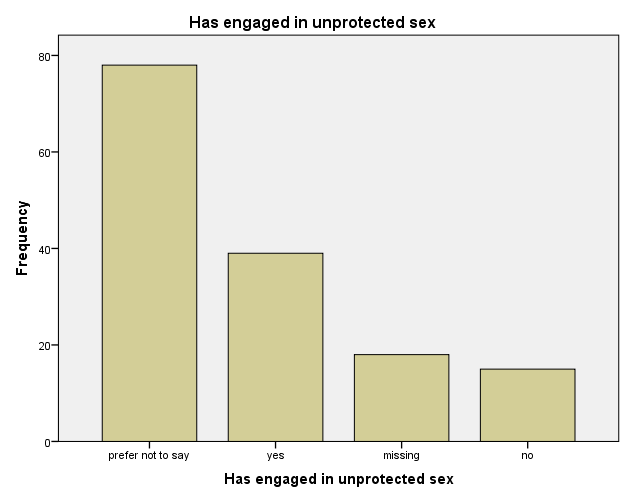 Has engaged in unprotected sex
Frequency
80
60
40
20
0
prefer not to say yes missing no
Has engaged in unprotected sex